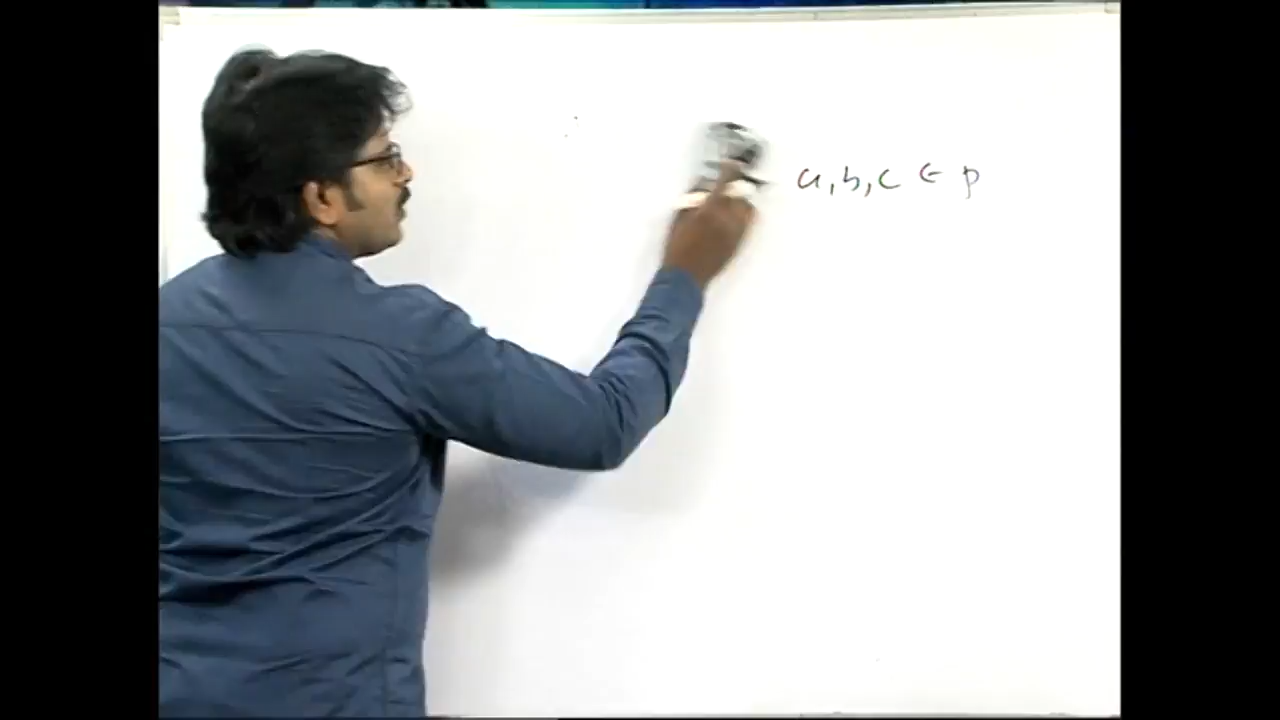 a, b, c ∈ p